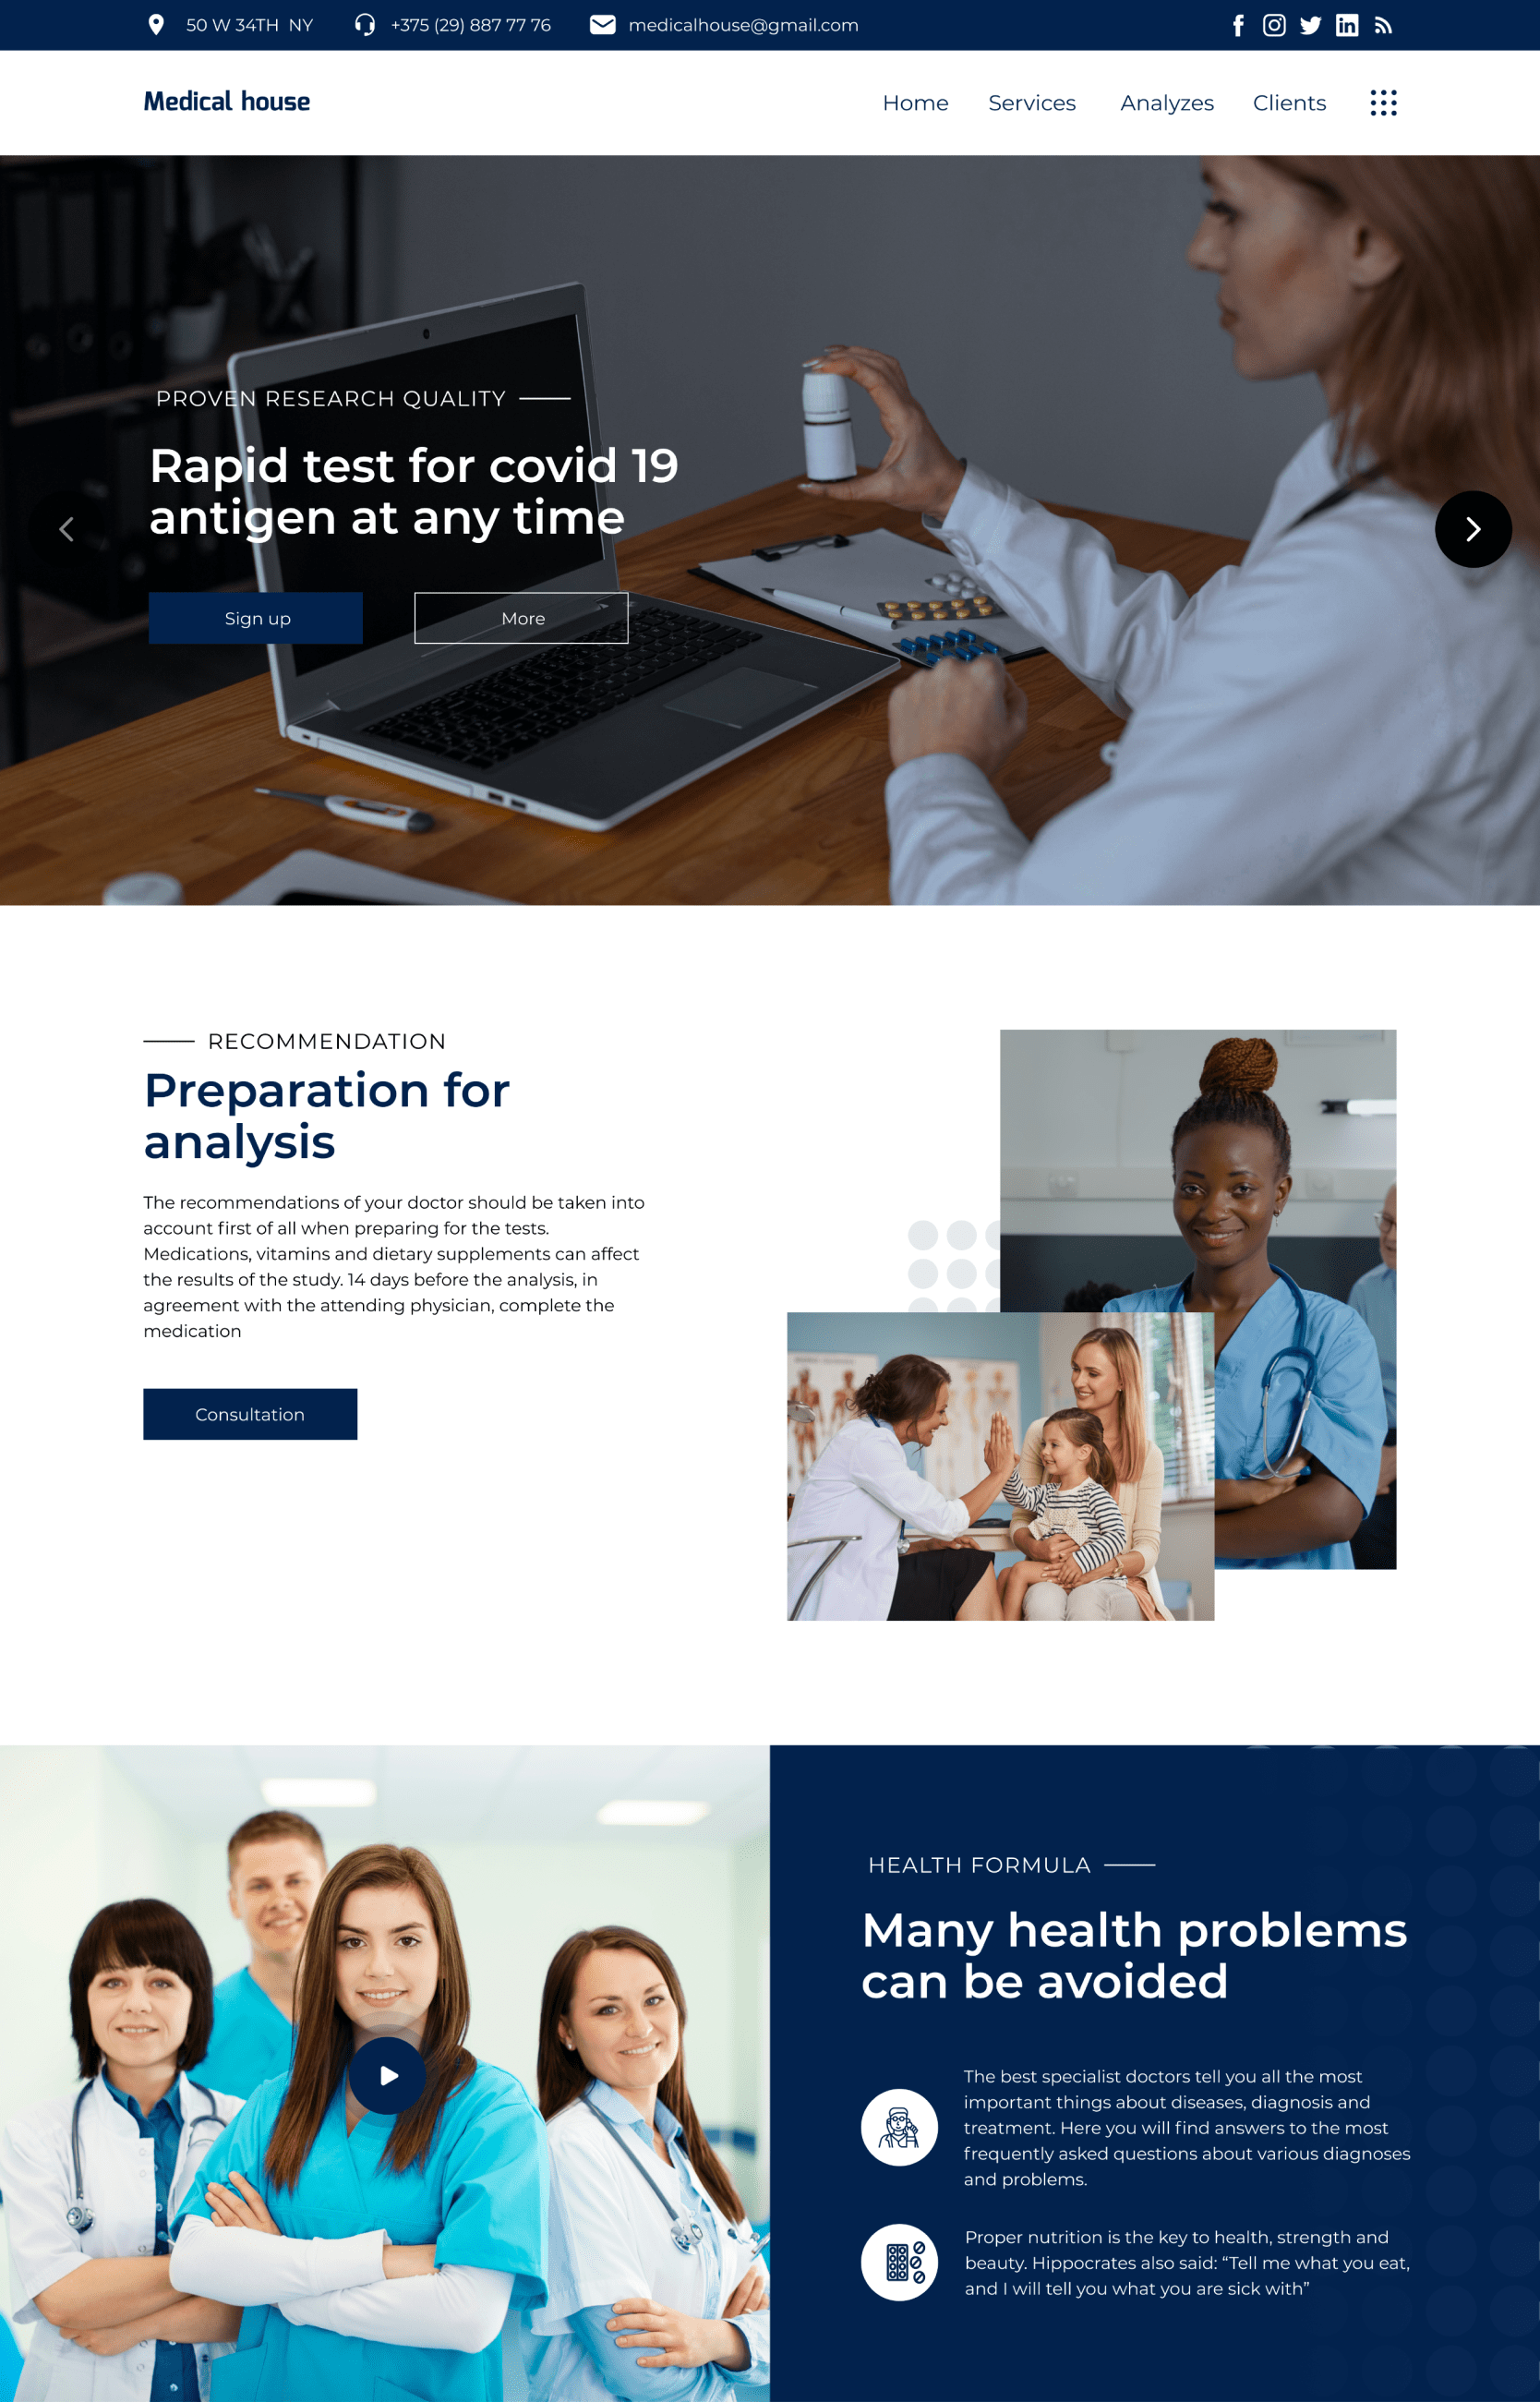 50 W 34TH  NY
+375 (29) 887 77 76
medicalhouse@gmail.com
Medical house
Home
Services
Analyzes
Clients
PROVEN RESEARCH QUALITY
Rapid test for covid 19
antigen at any time
Sign up
More
RECOMMENDATION
Preparation for
analysis
The recommendations of your doctor should be taken into
account first of all when preparing for the tests.
Medications, vitamins and dietary supplements can affect
the results of the study. 14 days before the analysis, in
agreement with the attending physician, complete the
medication
Consultation
HEALTH FORMULA
Many health problems
can be avoided
The best specialist doctors tell you all the most
important things about diseases, diagnosis and
treatment. Here you will find answers to the most
frequently asked questions about various diagnoses
and problems.
Proper nutrition is the key to health, strength and
beauty. Hippocrates also said: “Tell me what you eat,
and I will tell you what you are sick with”